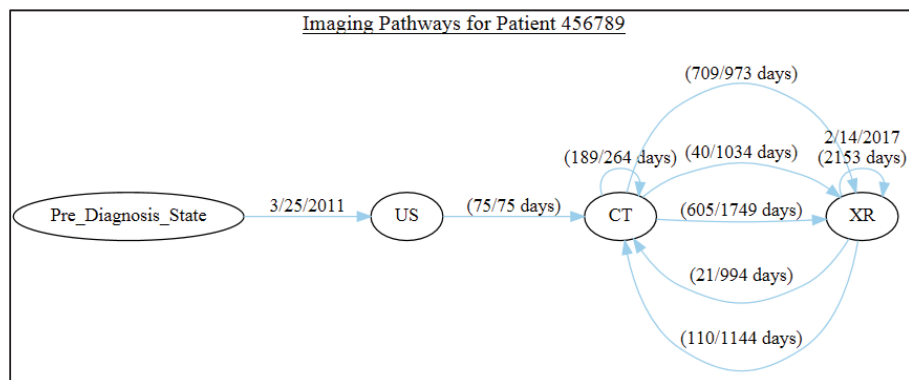 Imaging Pathways for Patient 456789
(709/973 days)
2/14/2017
(189/264 days)
(40/1034 days)
(2153 days)
Pre_Diagnosis_State
3/25/2011
US
(75/75 days)
CT
(605/1749 days)
XR
(21/994 days)
(110/1144 days)